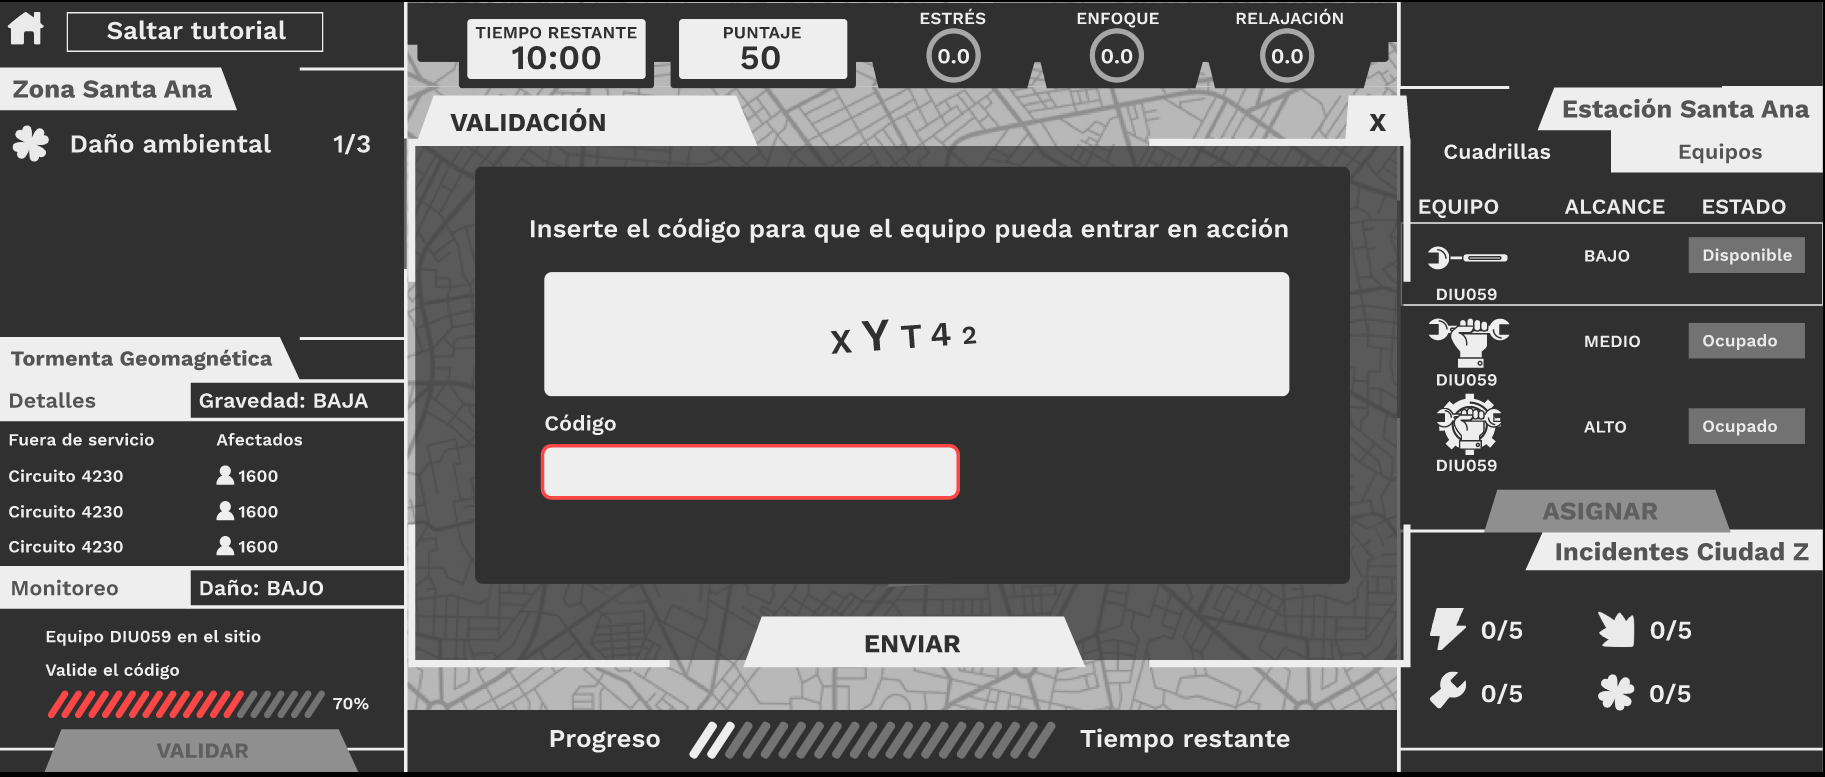 Saltar tutorial
Zona Santa Ana
Daño ambiental 1/3
Tormenta Geomagnética
Detalles Gravedad: BAJA
Fuera de servicio Afectados
Circuito 4230 1600
Circuito 4230 1600
Circuito 4230 1600
Monitoreo Daño: BAJO
Equipo DIU059 en el sitio
Valide el código
70%
VALIDAR
TIEMPO RESTANTE
10:00
PUNTAJE
50
ESTRÉS
0.0
ENFOQUE
0.0
RELAJACIÓN
0.0
VALIDACIÓN X
Inserte el código para que el equipo pueda entrar en acción
X Y T 4 2
Código
ENVIAR
Progreso Tiempo restante
Estación Santa Ana
Cuadrillas Equipos
EQUIPO ALCANCE ESTADO
BAJO Disponible
DIU059
MEDIO Ocupado
DIU059
ALTO Ocupado
DIU059
ASIGNAR
Incidentes Ciudad Z
0/5 0/5
0/5 0/5